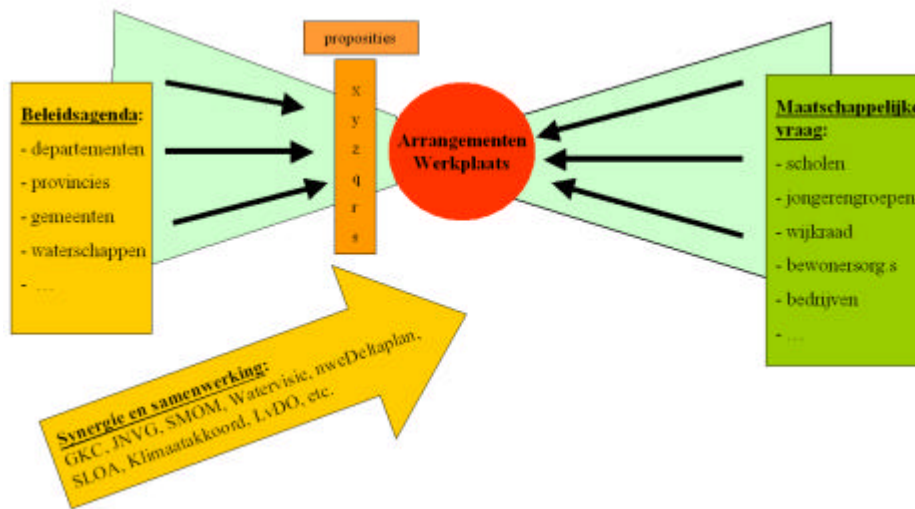 proposities
x
y
z
q
r
s
Beleidsagenda:
- departementen
- provincies
- gemeenten
- waterschappen
- …
Arrangementen
Werkplaats
Maatschappelijke
vraag:
- scholen
- jongerengroepen
- wijkraad
- bewonersorg.s
- bedrijven
- …
Synergie en samenwerking:
GKC, JNVG, SMOM, Watervisie, nweDeltaplan,
SLOA, Klimaatakkoord, LvDO, etc.